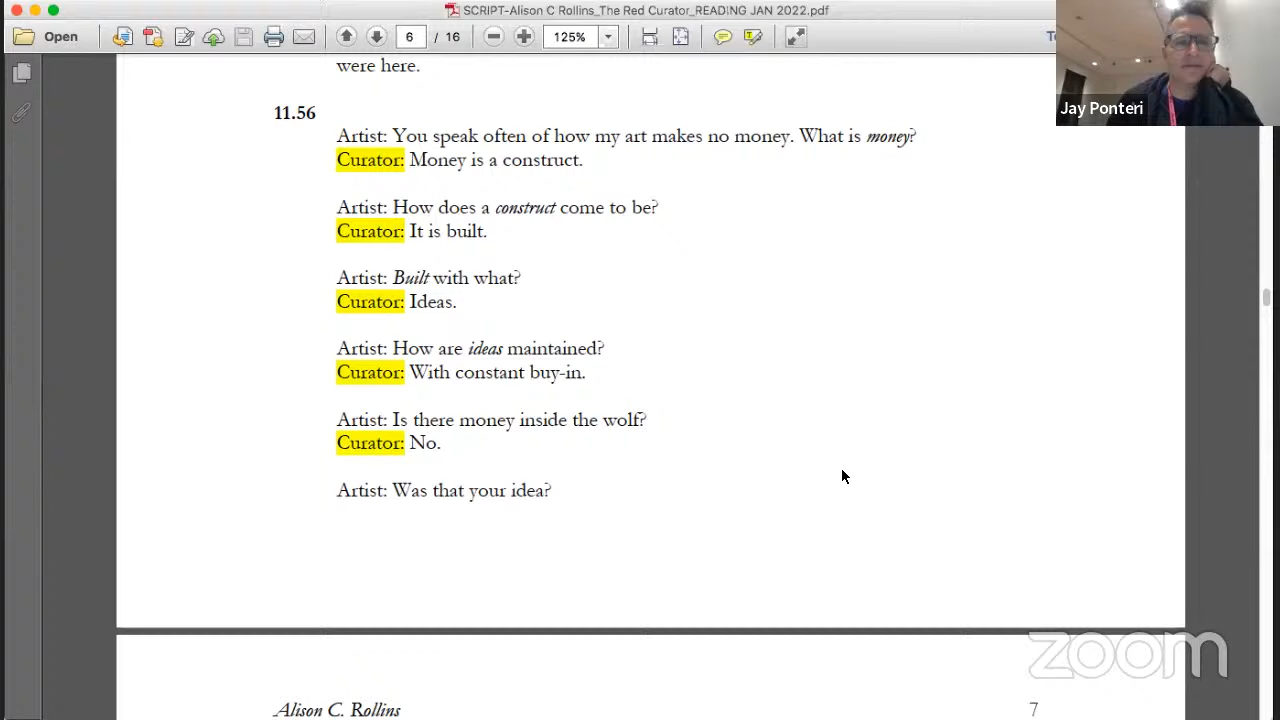 SCRIPT-Alison C Rollins_The Red Curator_READING JAN 2022.pdf
Open
6 / 16
125%
Jay Ponteri
were here.
11.56
Artist: You speak often of how my art makes no money. What is money?
Curator: Money is a construct.
Artist: How does a construct come to be?
Curator: It is built.
Artist: Built with what?
Curator: Ideas.
Artist: How are ideas maintained?
Curator: With constant buy-in.
Artist: Is there money inside the wolf?
Curator: No.
Artist: Was that your idea?
zoom
Alison C. Rollins
7